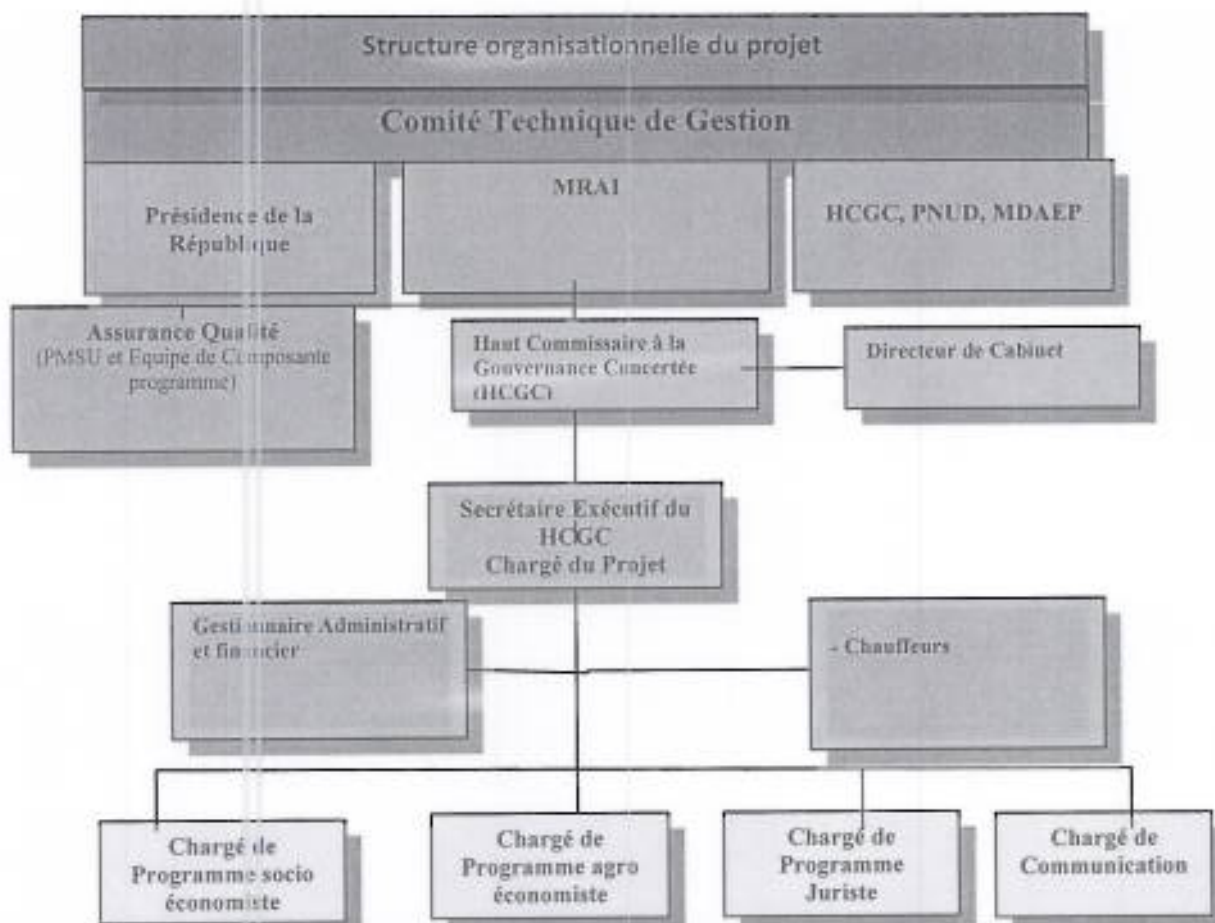 Structure organisationnelle du projet
Comité Technique de Gestion
Présidence de la
République
MRAI
HCGC, PNUD, MDAEP
Assurance Qualité
(PMSU et Equipe de Composante
programme)
Haut Commissaire à la
Gouvernance Concertée
(HCGC)
Directeur de Cabinet
Secrétaire Exécutif du
HCGC
Chargé du Projet
Gestionnaire Administratif
et financier
- Chauffeurs
Chargé de
Programme socio
économiste
Chargé de
Programme agro
économiste
Chargé de
Programme
Juriste
Chargé de
Communication